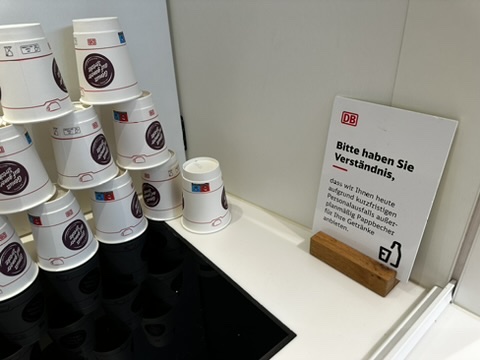 DB
Bitte haben Sie
Verständnis,
dass wir Ihnen heute
aufgrund kurzfristigen
Personalausfalls außer-
planmäßig Pappbecher
für Ihre Getränke
anbieten.